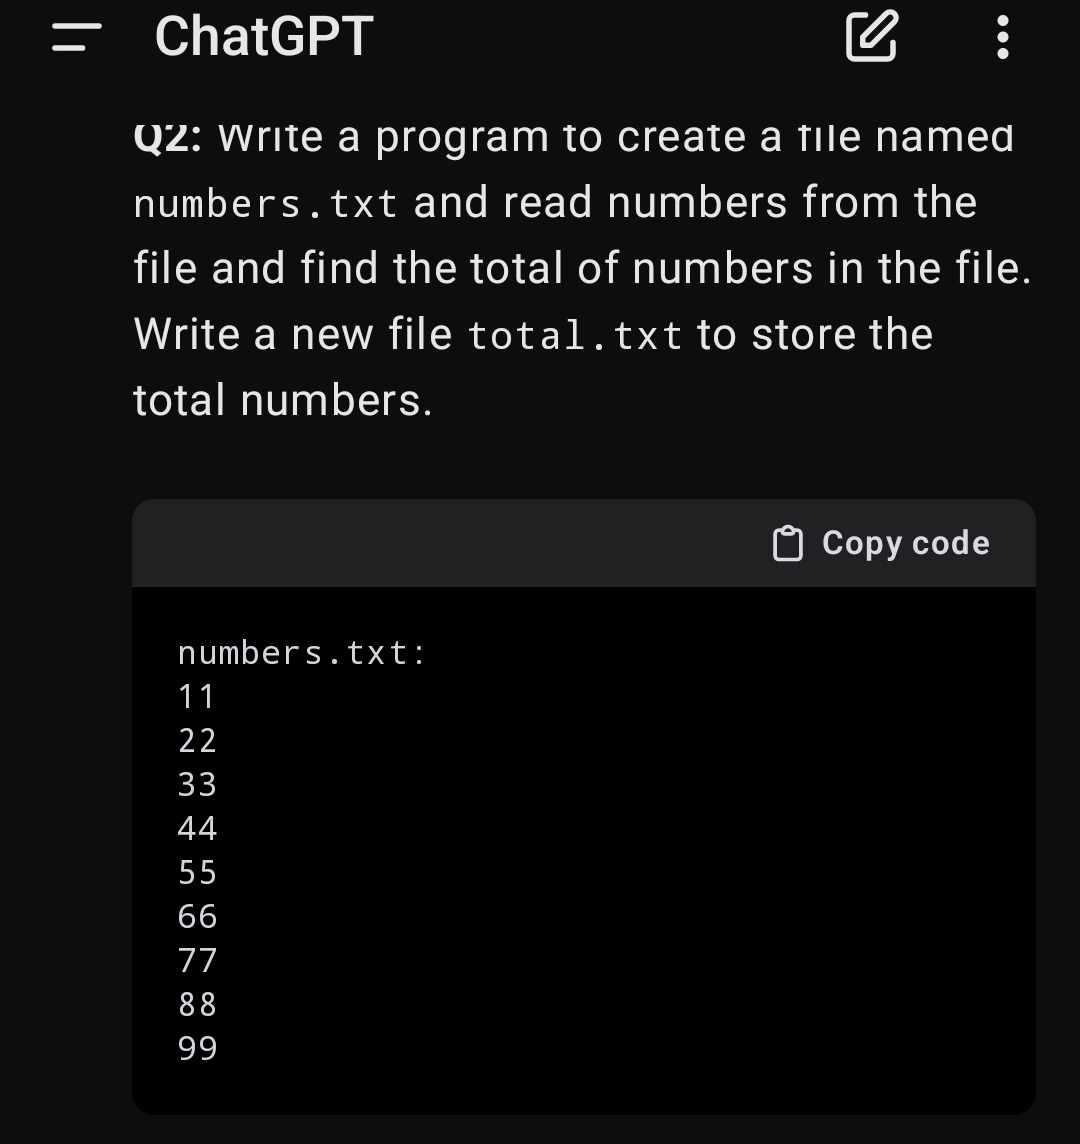 ChatGPT
Q2: Write a program to create a file named
numbers.txt and read numbers from the
file and find the total of numbers in the file.
Write a new file total.txt to store the
total numbers.
Copy code
numbers.txt:
11
22
33
44
55
66
77
88
99